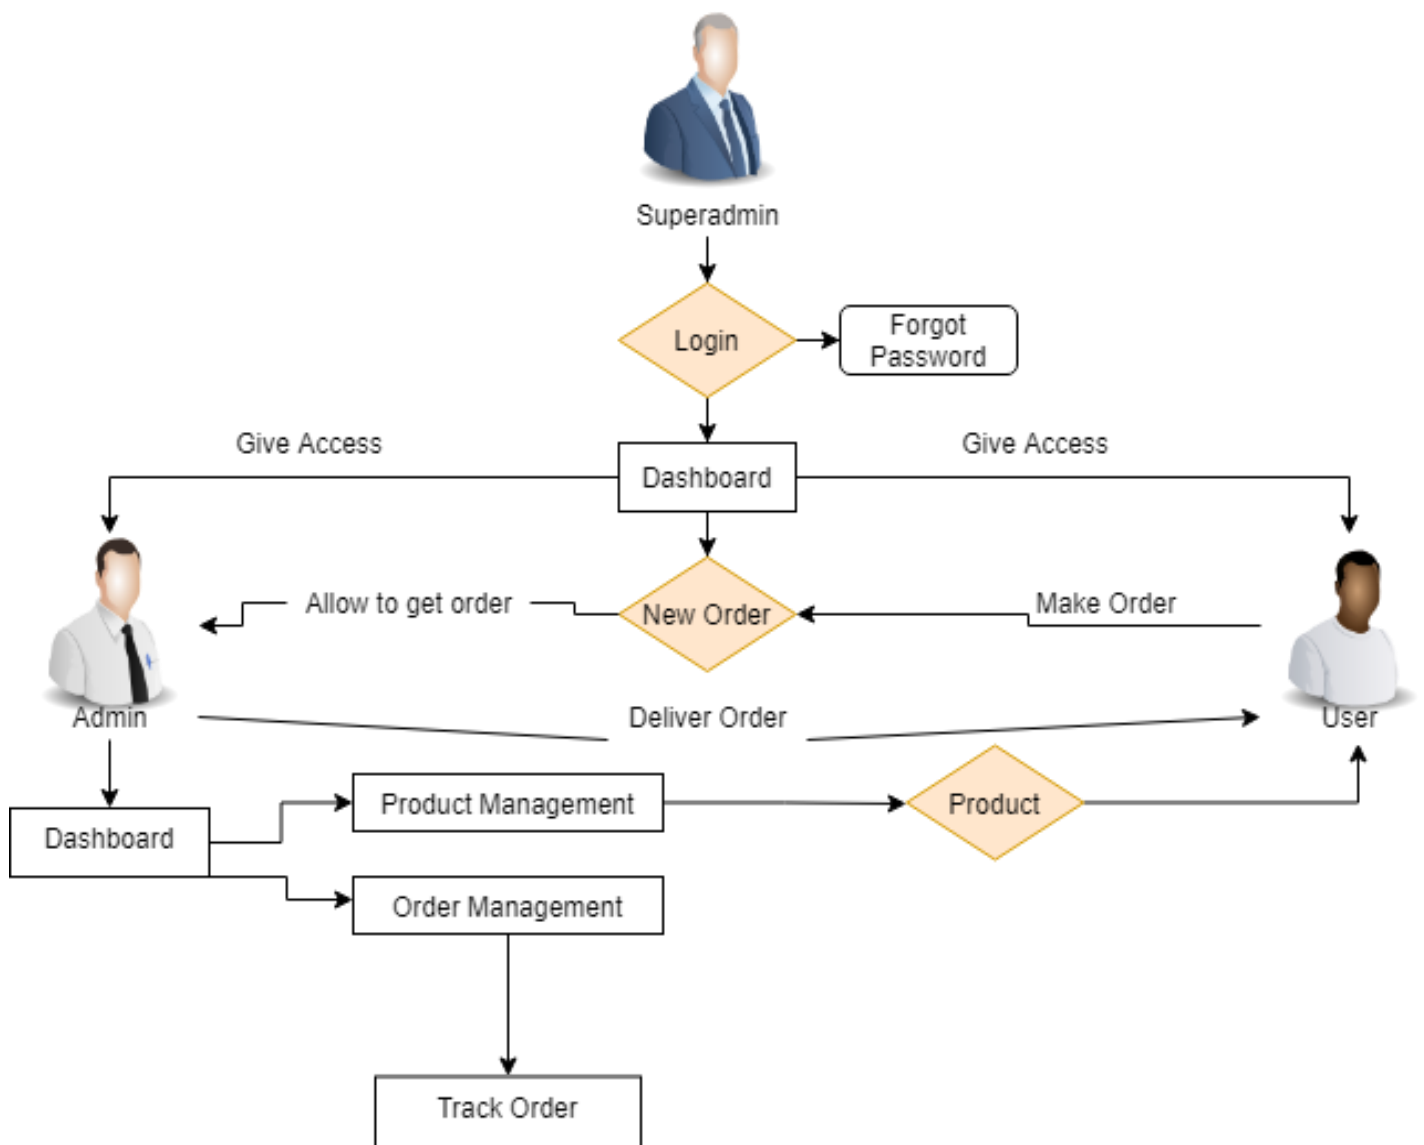 Superadmin
Login
Forgot
Password
Give Access
Give Access
Dashboard
Allow to get order
New Order
Make Order
Admin
Deliver Order
User
Dashboard
Product Management
Product
Order Management
Track Order